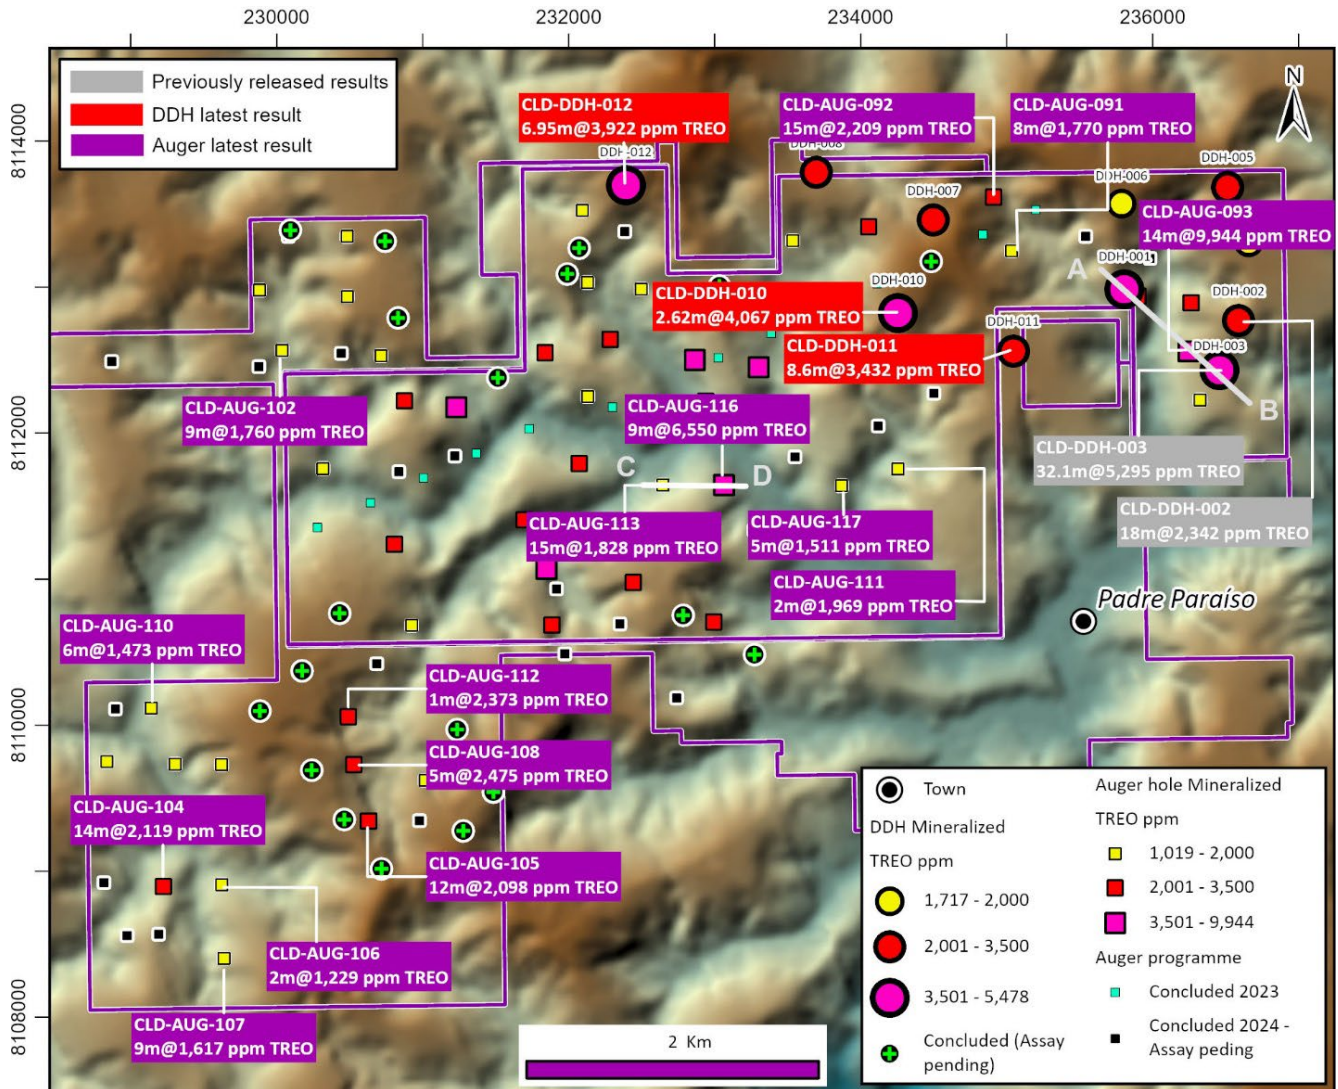 230000
232000
234000
236000
8114000
8112000
8110000
8108000
N
Previously released results
DDH latest result
Auger latest result
CLD-DDH-012
6.95m@3,922 ppm TREO
DDH-012
CLD-AUG-092
15m@2,209 ppm TREO
DDH-008
CLD-AUG-091
8m@1,770 ppm TREO
DDH-005
DDH-006
DDH-007
CLD-AUG-093
14m@9,944 ppm TREO
DDH-001
A
DDH-010
CLD-DDH-010
2.62m@4,067 ppm TREO
DDH-002
DDH-011
CLD-DDH-011
8.6m@3,432 ppm TREO
DDH-003
B
CLD-AUG-102
9m@1,760 ppm TREO
CLD-AUG-116
9m@6,550 ppm TREO
CLD-DDH-003
32.1m@5,295 ppm TREO
C
D
CLD-AUG-113
15m@1,828 ppm TREO
CLD-AUG-117
5m@1,511 ppm TREO
CLD-DDH-002
18m@2,342 ppm TREO
CLD-AUG-111
2m@1,969 ppm TREO
Padre Paraíso
CLD-AUG-110
6m@1,473 ppm TREO
CLD-AUG-112
1m@2,373 ppm TREO
CLD-AUG-108
5m@2,475 ppm TREO
CLD-AUG-104
14m@2,119 ppm TREO
CLD-AUG-105
12m@2,098 ppm TREO
CLD-AUG-106
2m@1,229 ppm TREO
CLD-AUG-107
9m@1,617 ppm TREO
2 Km
Town
DDH Mineralized
TREO ppm
1,717 - 2,000
2,001 - 3,500
3,501 - 5,478
Concluded (Assay
pending)
Auger hole Mineralized
TREO ppm
1,019 - 2,000
2,001 - 3,500
3,501 - 9,944
Auger programme
Concluded 2023
Concluded 2024 -
Assay peding